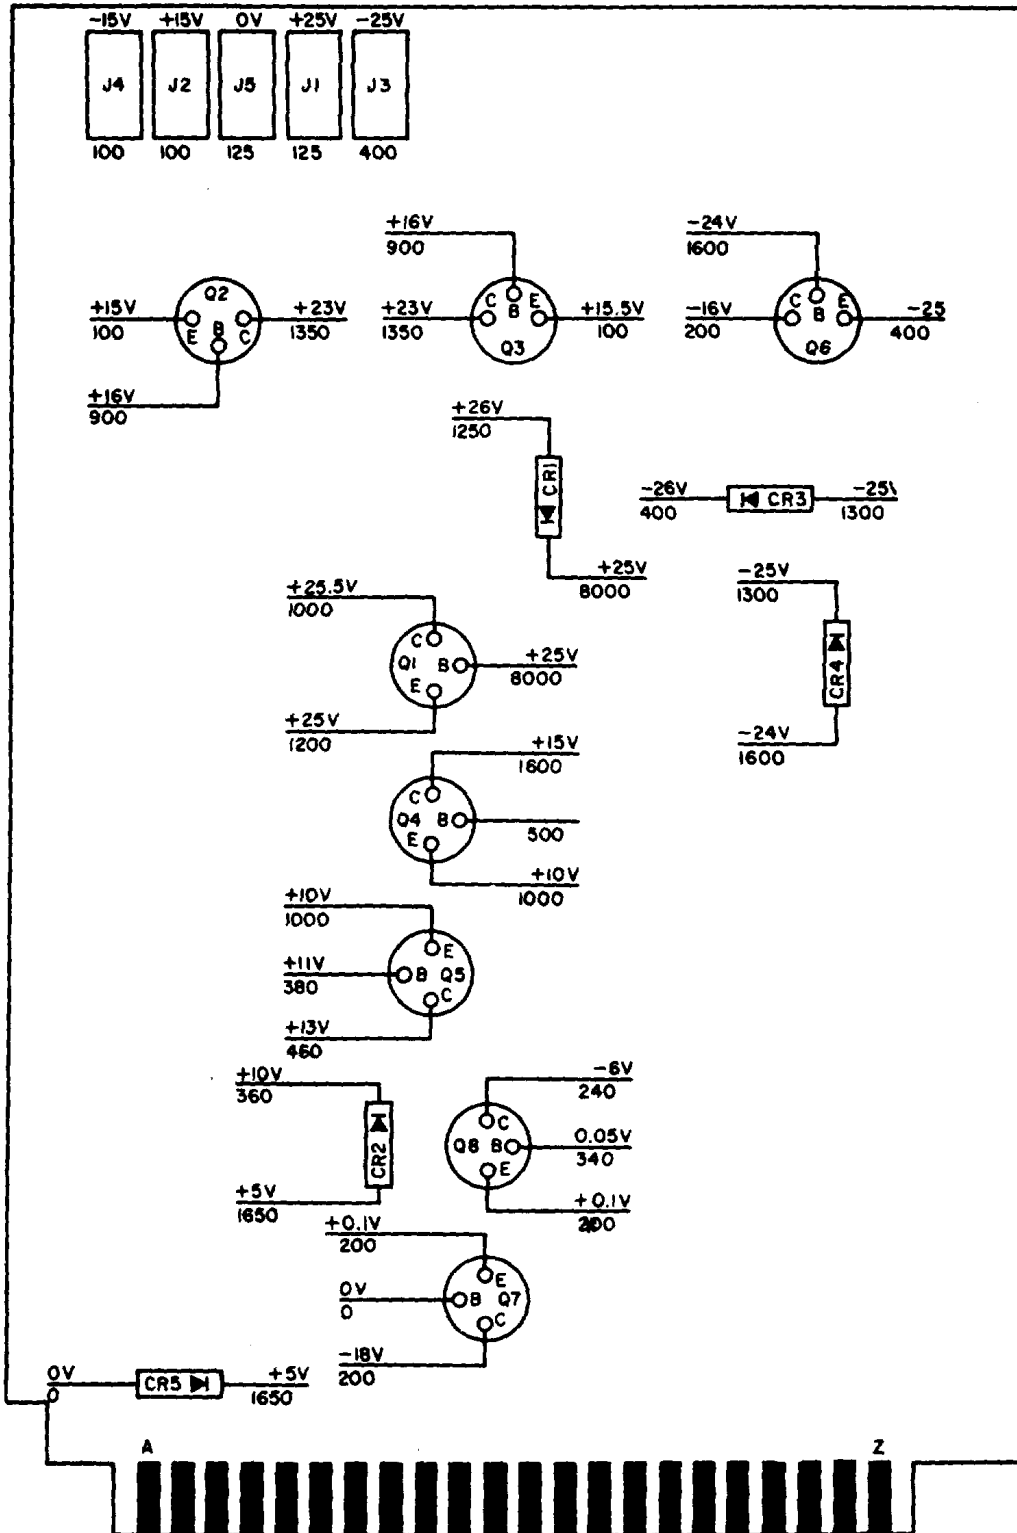 -15V +15V 0V +25V -25V
J4 J2 J5 J1 J3
100 100 125 125 400
+16V
900
-24V
1600
Q2
+15V
100
E B C
+23V
1350
+16V
900
+23V
1350
C B E
Q3
+15.5V
100
-16V
200
C B E
Q6
-25
400
+26V
1250
CR1
+25V
8000
-26V
400
CR3
-25V
1300
-25V
1300
CR4
-24V
1600
+25.5V
1000
C
Q1 B
E
+25V
8000
+25V
1200
+15V
1600
C
Q4 B
E
500
+10V
1000
+10V
1000
E
+11V
380
B Q5
C
+13V
460
+10V
360
CR2
+5V
1650
-6V
240
C
Q8 B
E
0.05V
340
+0.1V
+0.1V
200
E
0V
0
B Q7
C
-18V
200
0V
0
CR5
+5V
1650
A Z